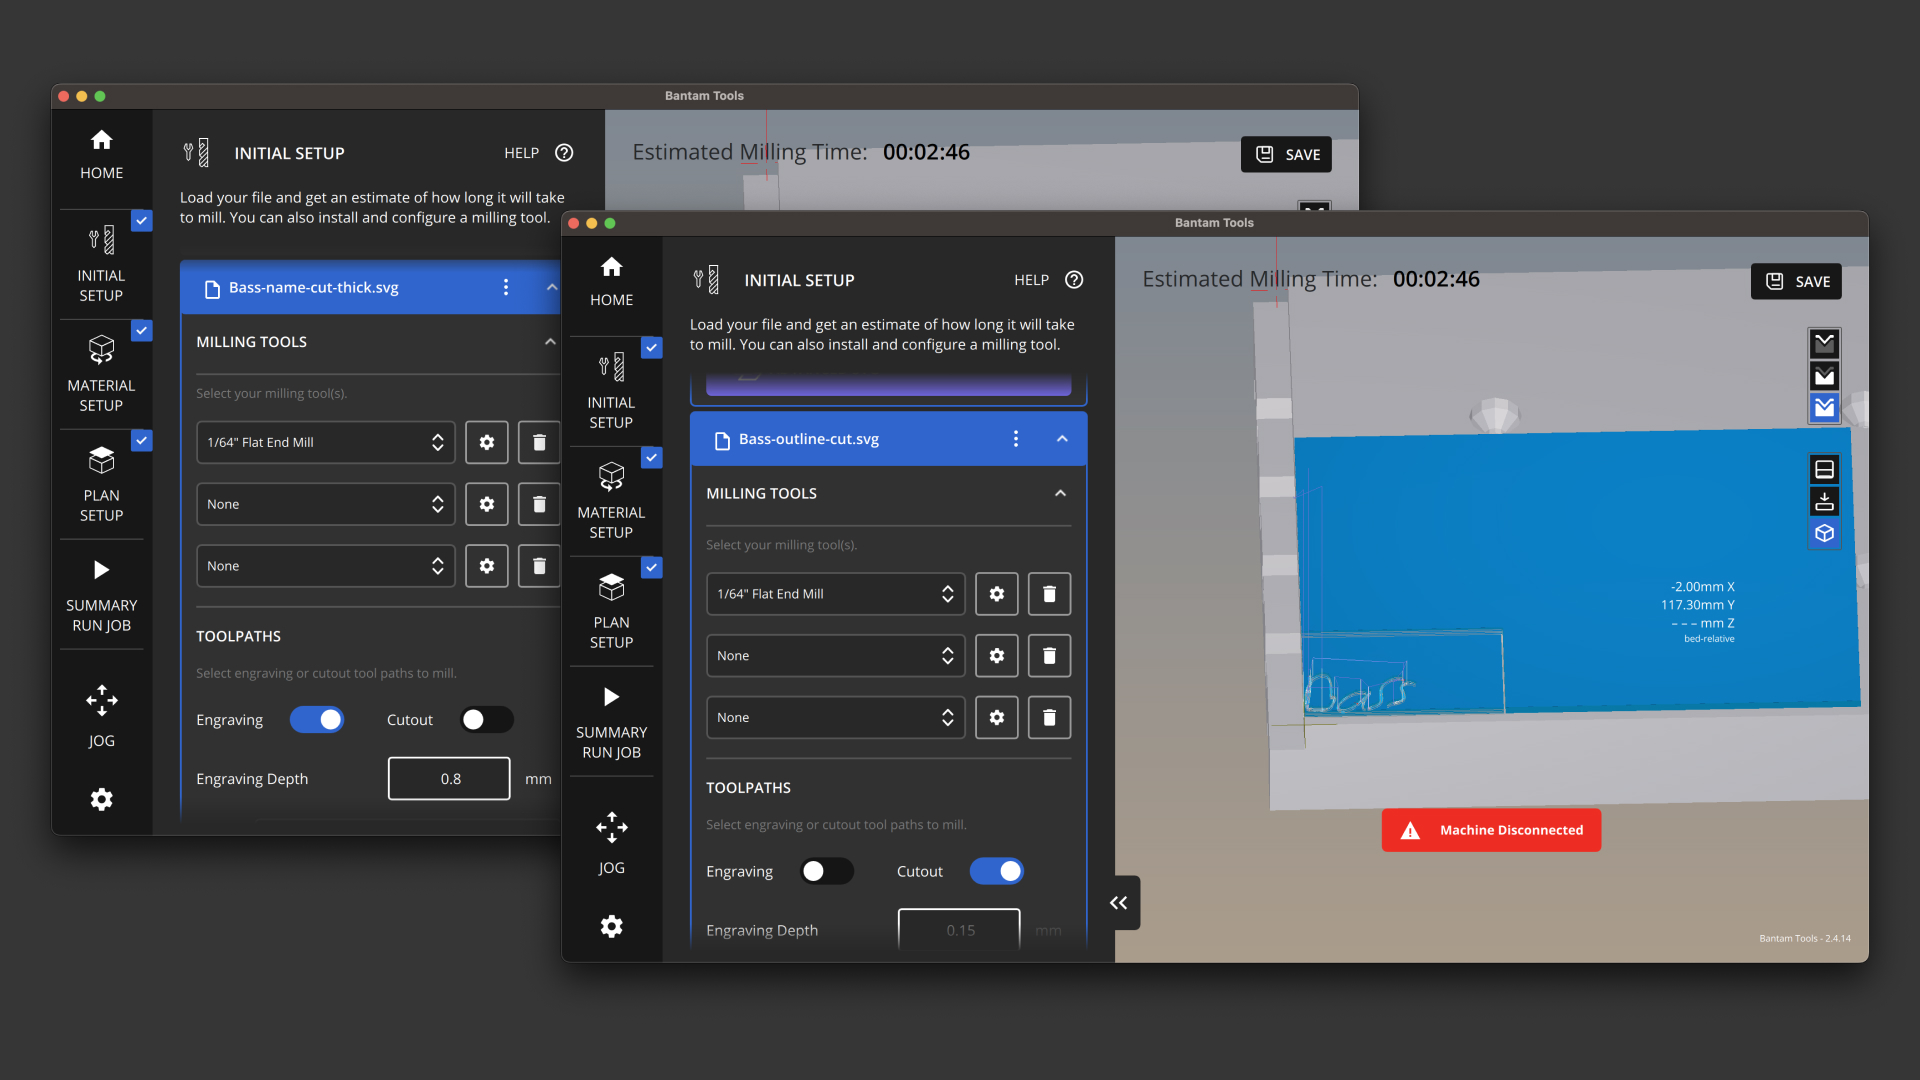 Bantam Tools
HOME
INITIAL SETUP
HELP
Estimated Milling Time: 00:02:46
SAVE
Load your file and get an estimate of how long it will take
to mill. You can also install and configure a milling tool.
INITIAL
SETUP
Bass-name-cut-thick.svg
MILLING TOOLS
Select your milling tool(s).
MATERIAL
SETUP
1/64" Flat End Mill
PLAN
SETUP
None
None
SUMMARY
RUN JOB
TOOLPATHS
Select engraving or cutout tool paths to mill.
Engraving
Cutout
JOG
Engraving Depth
0.8
mm
Bantam Tools
HOME
INITIAL SETUP
HELP
Estimated Milling Time: 00:02:46
SAVE
Load your file and get an estimate of how long it will take
to mill. You can also install and configure a milling tool.
INITIAL
SETUP
Bass-outline-cut.svg
MILLING TOOLS
Select your milling tool(s).
MATERIAL
SETUP
1/64" Flat End Mill
PLAN
SETUP
None
None
SUMMARY
RUN JOB
TOOLPATHS
Select engraving or cutout tool paths to mill.
Engraving
Cutout
JOG
Engraving Depth
0.15
mm
-2.00mm X
117.30mm Y
– – – mm Z
bed-relative
Bass
Machine Disconnected
Bantam Tools - 2.4.14